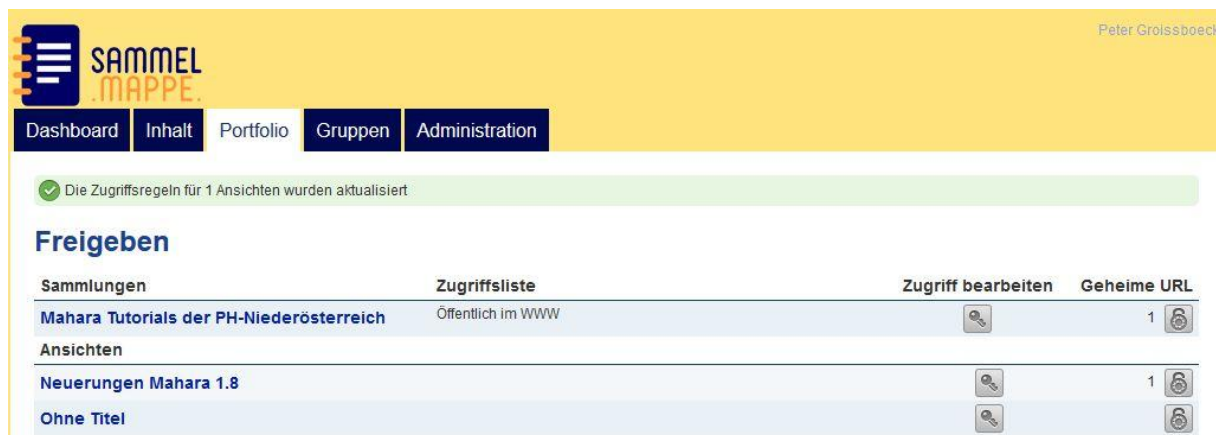 Peter Groissboeck
SAMMEL
.MAPPE.
Dashboard Inhalt Portfolio Gruppen Administration
Die Zugriffsregeln für 1 Ansichten wurden aktualisiert
Freigeben
Sammlungen Zugriffsliste Zugriff bearbeiten Geheime URL
Mahara Tutorials der PH-Niederösterreich Öffentlich im WWW 1
Ansichten
Neuerungen Mahara 1.8 1
Ohne Titel